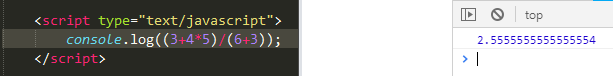 <script type="text/javascript">
console.log((3+4*5)/(6+3));
</script>
top
2.5555555555555554
>